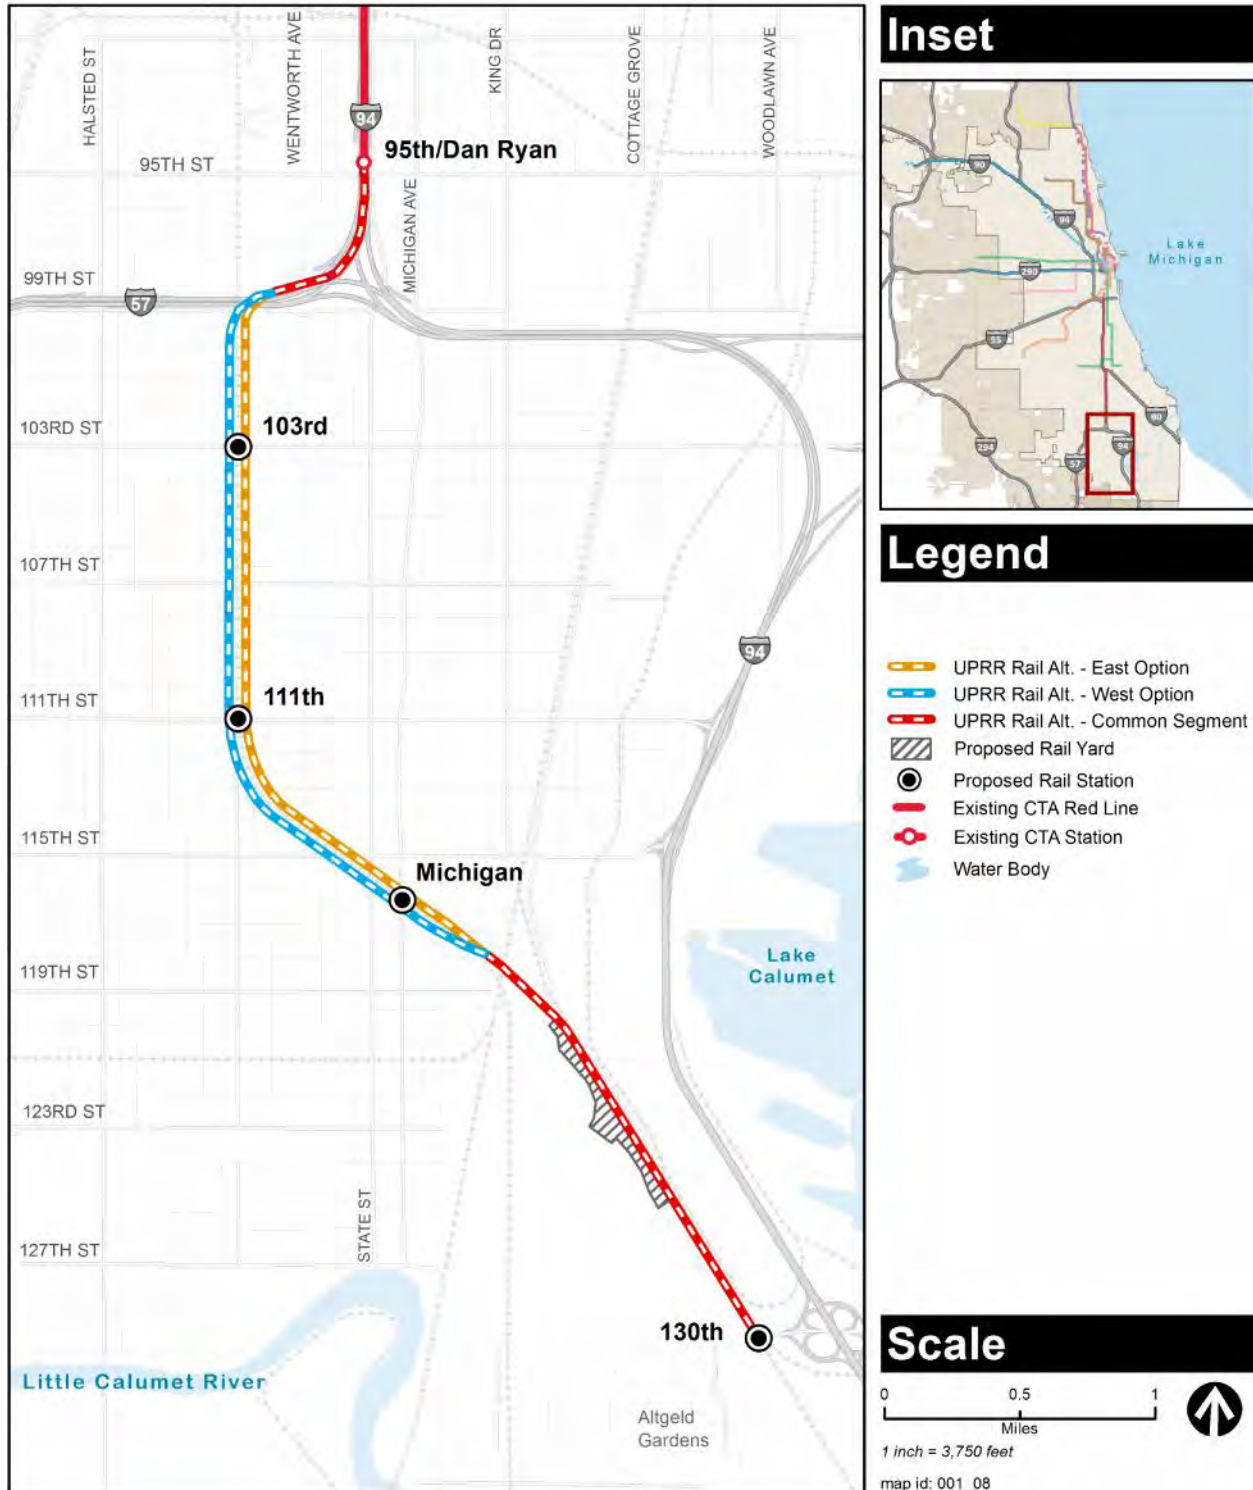 HALSTED ST
WENTWORTH AVE
KING DR
COTTAGE GROVE
WOODLAWN AVE
94
95th/Dan Ryan
95TH ST
MICHIGAN AVE
99TH ST
57
103rd
103RD ST
107TH ST
94
111th
111TH ST
115TH ST
Michigan
Lake
Calumet
119TH ST
123RD ST
STATE ST
127TH ST
130th
Little Calumet River
Altgeld
Gardens
Inset
90
94
Lake
Michigan
290
55
90
294
57
94
Legend
UPRR Rail Alt. - East Option
UPRR Rail Alt. - West Option
UPRR Rail Alt. - Common Segment
Proposed Rail Yard
Proposed Rail Station
Existing CTA Red Line
Existing CTA Station
Water Body
Scale
0 0.5 1
Miles
1 inch = 3,750 feet
map id: 001_08